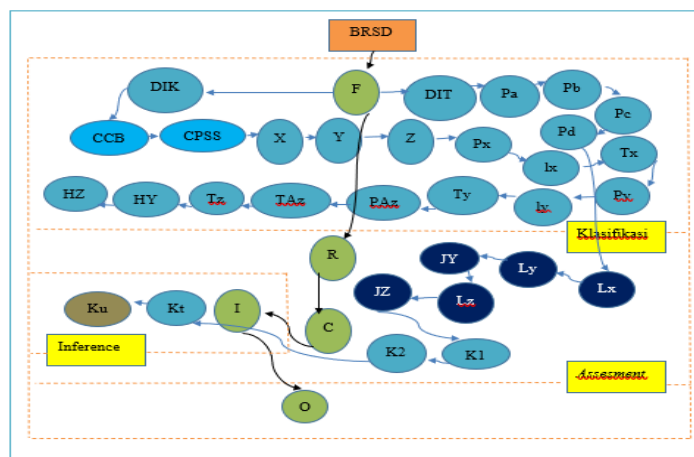 BRSD
DIK
F
DIT
Pa
Pb
Pc
CCB
CPSS
X
Y
Z
Px
Ix
Pd
Tx
HZ
HY
Tz
TAz
PAz
Ty
Iy
Py
Klasifikasi
R
JY
Ly
Lx
JZ
Lz
Ku
Kt
I
C
K2
K1
Inference
Assesment
O